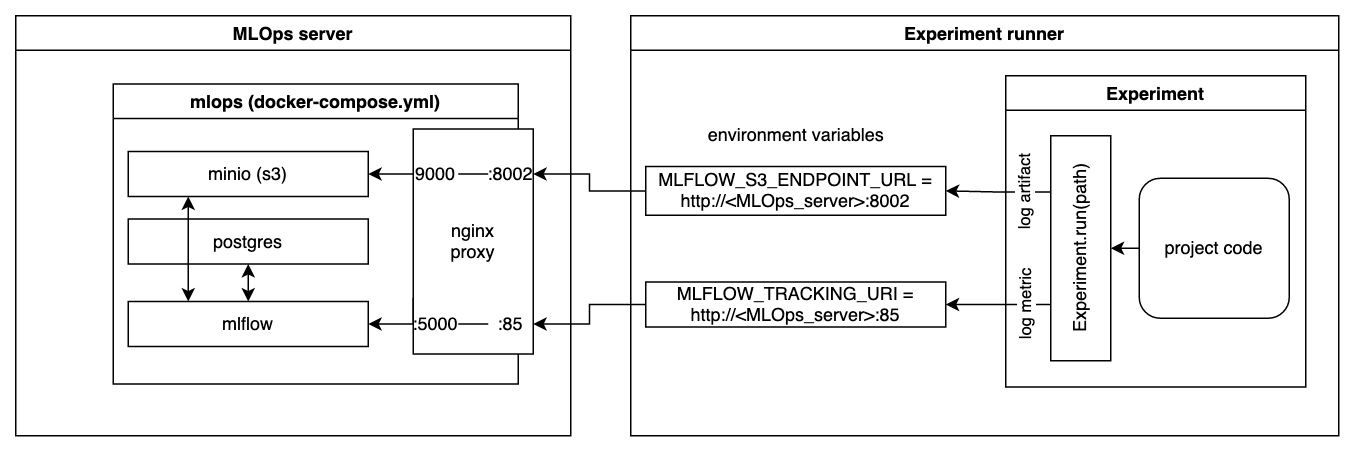 MLOps server
mlops (docker-compose.yml)
minio (s3)
postgres
mlflow
9000
:8002
nginx
proxy
:5000
:85
Experiment runner
environment variables
MLFLOW_S3_ENDPOINT_URL =
http://<MLOps_server>:8002
MLFLOW_TRACKING_URI =
http://<MLOps_server>:85
Experiment
log artifact
log metric
Experiment.run(path)
project code